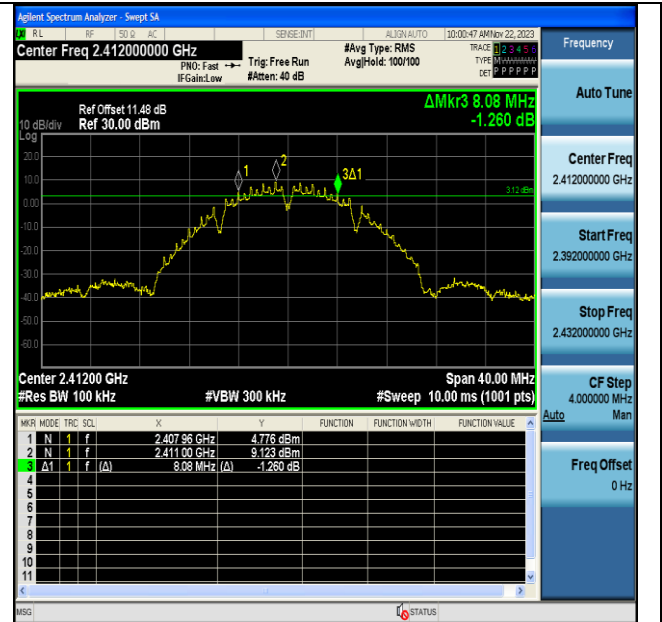 Agilent Spectrum Analyzer - Swept SA
LXI RL RF 50 Ω AC SENSE:INT ALIGN AUTO 10:00:47 AM Nov 22, 2023
Center Freq 2.412000000 GHz
PNO: Fast
IFGain:Low
Trig: Free Run
#Atten: 40 dB
#Avg Type: RMS
Avg|Hold: 100/100
TRACE 1 2 3 4 5 6
TYPE M
DET P P P P P P
Frequency
Auto Tune
Center Freq
2.412000000 GHz
Start Freq
2.392000000 GHz
Stop Freq
2.432000000 GHz
CF Step
4.000000 MHz
Auto Man
Freq Offset
0 Hz
Ref Offset 11.48 dB
10 dB/div Ref 30.00 dBm
Log
ΔMkr3 8.08 MHz
-1.260 dB
20.0
0.00
-10.0
-20.0
-30.0
-40.0
-50.0
-60.0
1
2
3Δ1
3.12 dBm
Center 2.41200 GHz Span 40.00 MHz
#Res BW 100 kHz #VBW 300 kHz #Sweep 10.00 ms (1001 pts)
MKR MODE TRC SCL X Y FUNCTION FUNCTION WIDTH FUNCTION VALUE
1 N 1 f 2.407 96 GHz 4.776 dBm
2 N 1 f 2.411 00 GHz 9.123 dBm
3 Δ1 1 f (Δ) 8.08 MHz (Δ) -1.260 dB
4
5
6
7
8
9
10
11
MSG STATUS